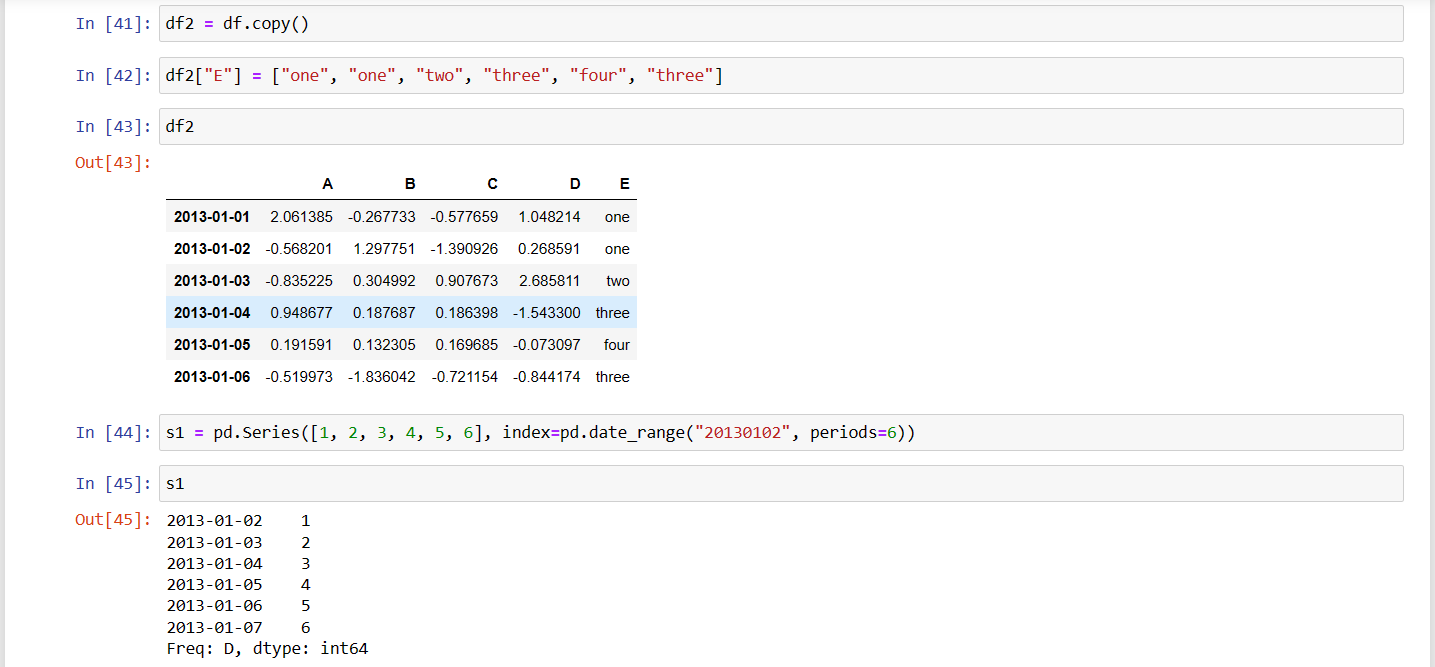 In [41]: df2 = df.copy()
In [42]: df2["E"] = ["one", "one", "two", "three", "four", "three"]
In [43]: df2
Out[43]:
A B C D E
2013-01-01 2.061385 -0.267733 -0.577659 1.048214 one
2013-01-02 -0.568201 1.297751 -1.390926 0.268591 one
2013-01-03 -0.835225 0.304992 0.907673 2.685811 two
2013-01-04 0.948677 0.187687 0.186398 -1.543300 three
2013-01-05 0.191591 0.132305 0.169685 -0.073097 four
2013-01-06 -0.519973 -1.836042 -0.721154 -0.844174 three
In [44]: s1 = pd.Series([1, 2, 3, 4, 5, 6], index=pd.date_range("20130102", periods=6))
In [45]: s1
Out[45]: 2013-01-02    1
2013-01-03    2
2013-01-04    3
2013-01-05    4
2013-01-06    5
2013-01-07    6
Freq: D, dtype: int64